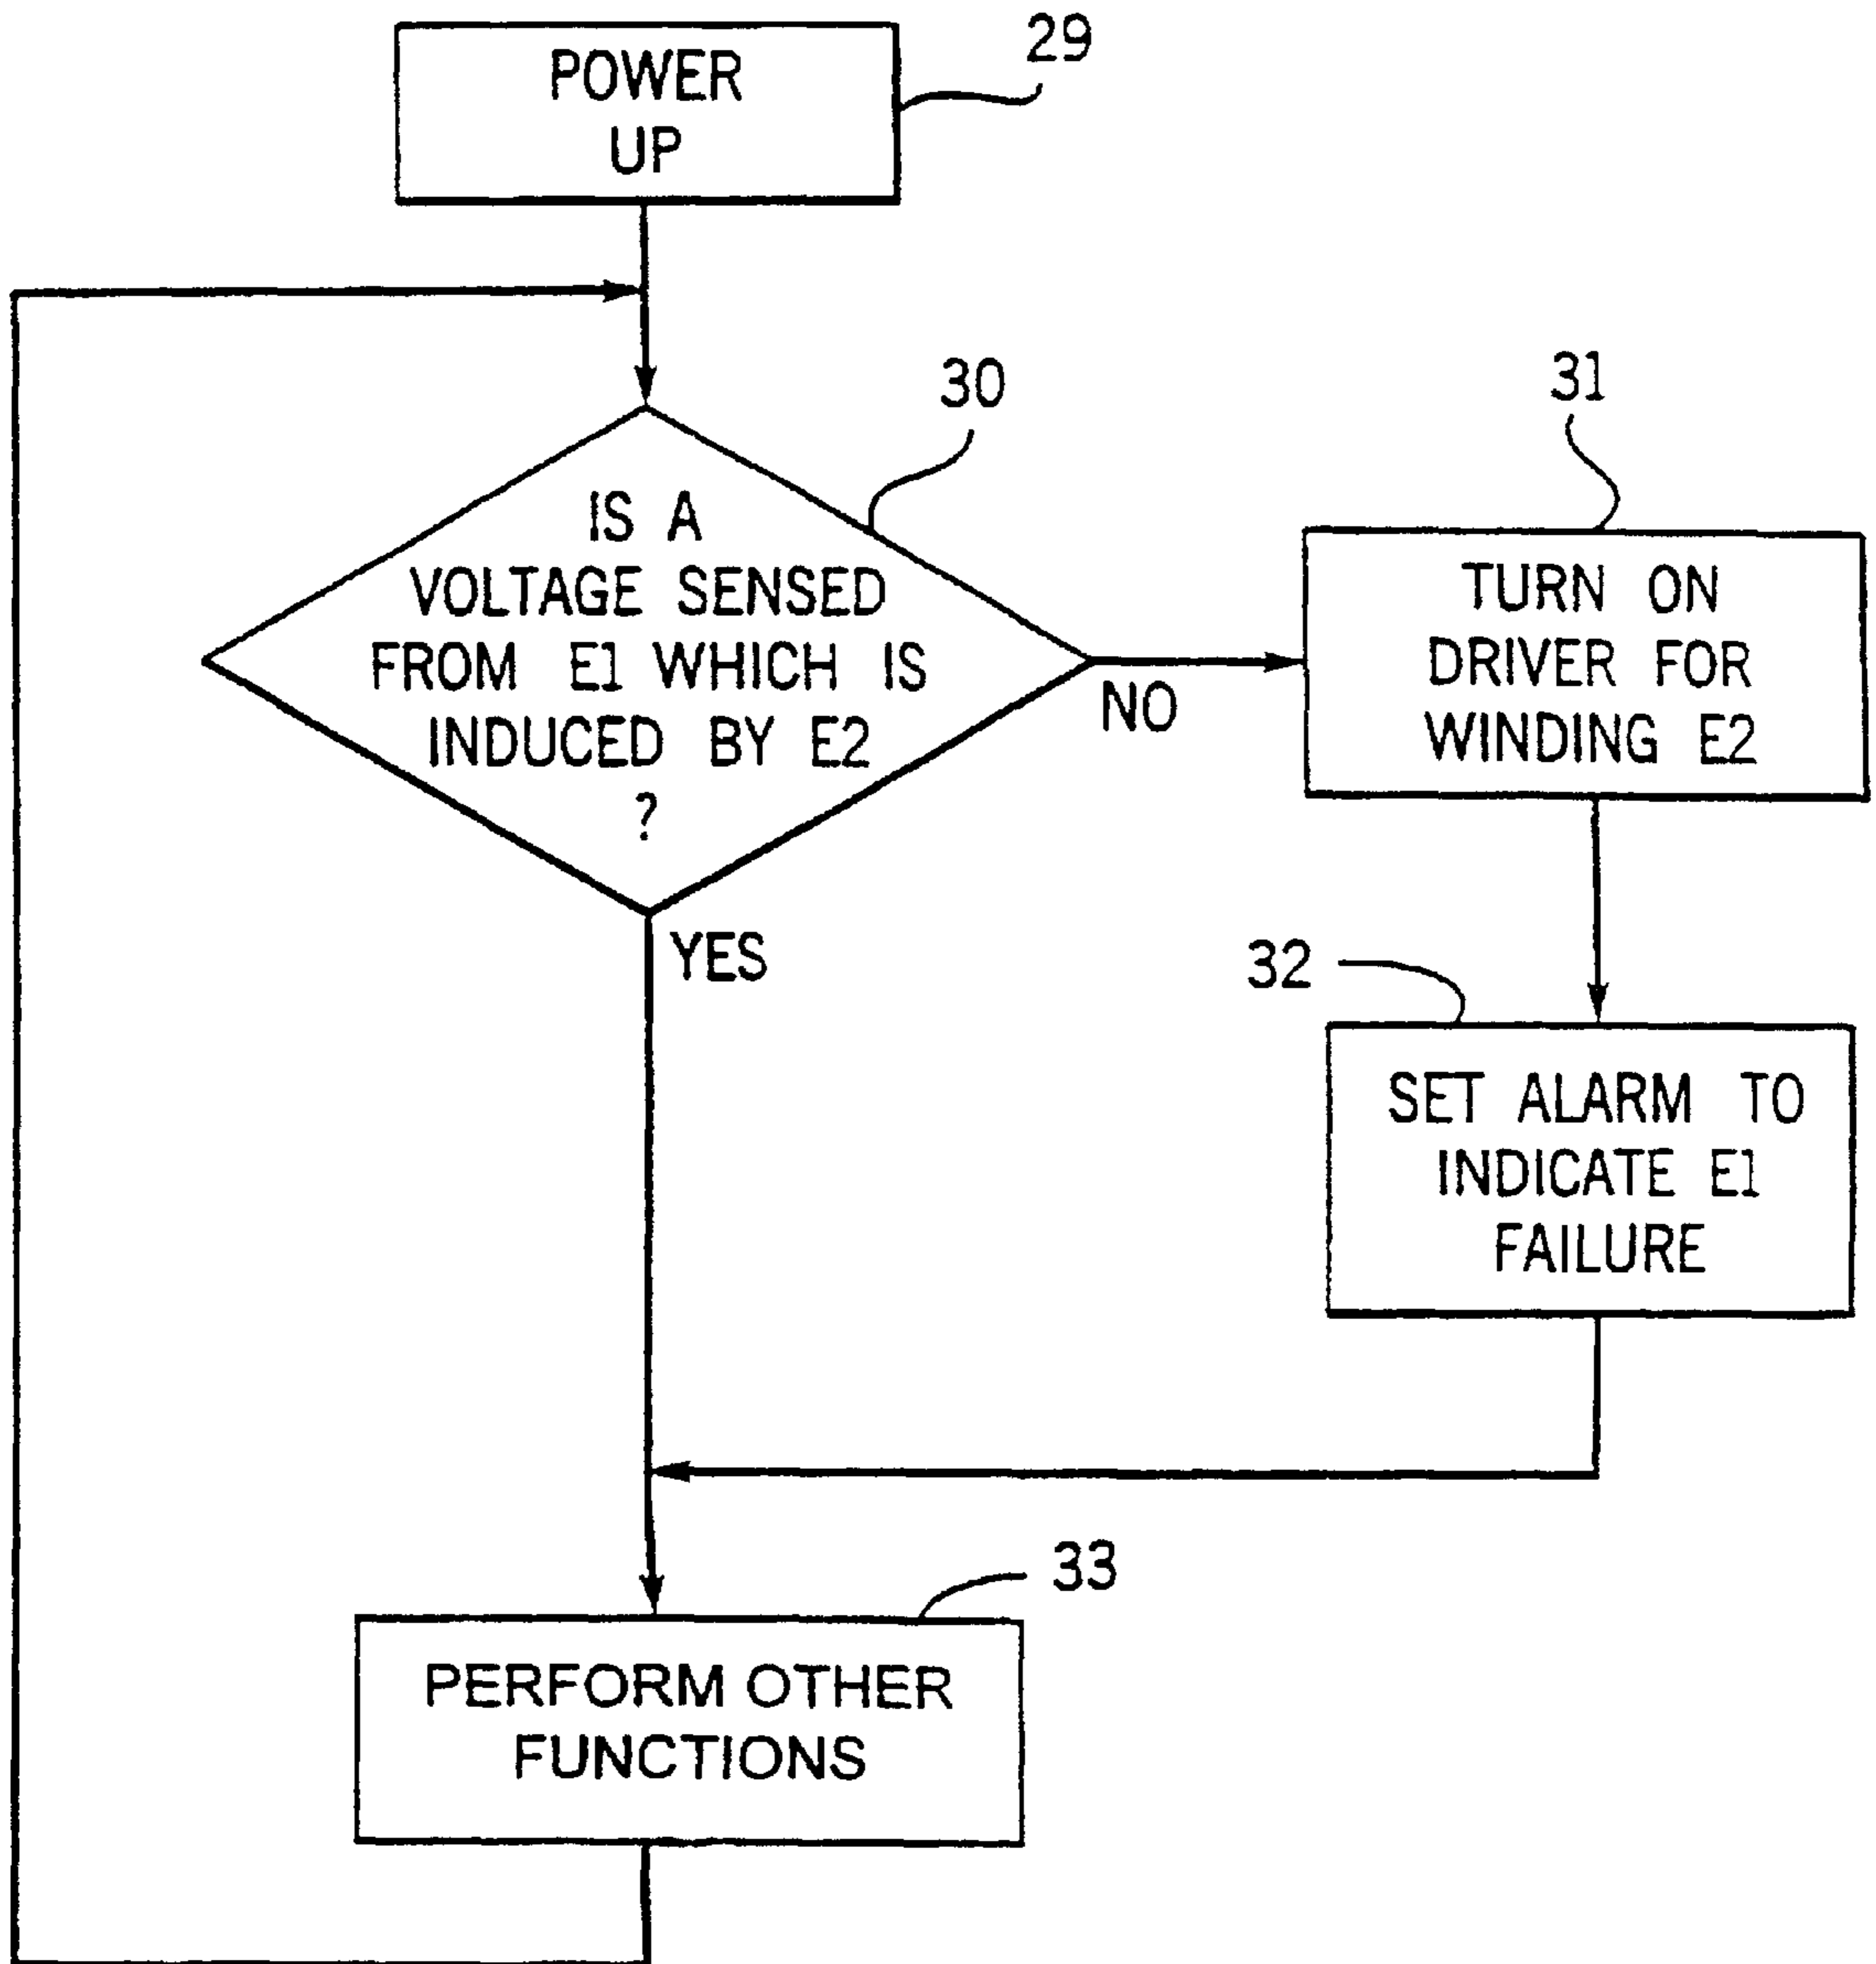 POWER
UP
29
30
IS A
VOLTAGE SENSED
FROM E1 WHICH IS
INDUCED BY E2
?
NO
YES
31
TURN ON
DRIVER FOR
WINDING E2
32
SET ALARM TO
INDICATE E1
FAILURE
33
PERFORM OTHER
FUNCTIONS